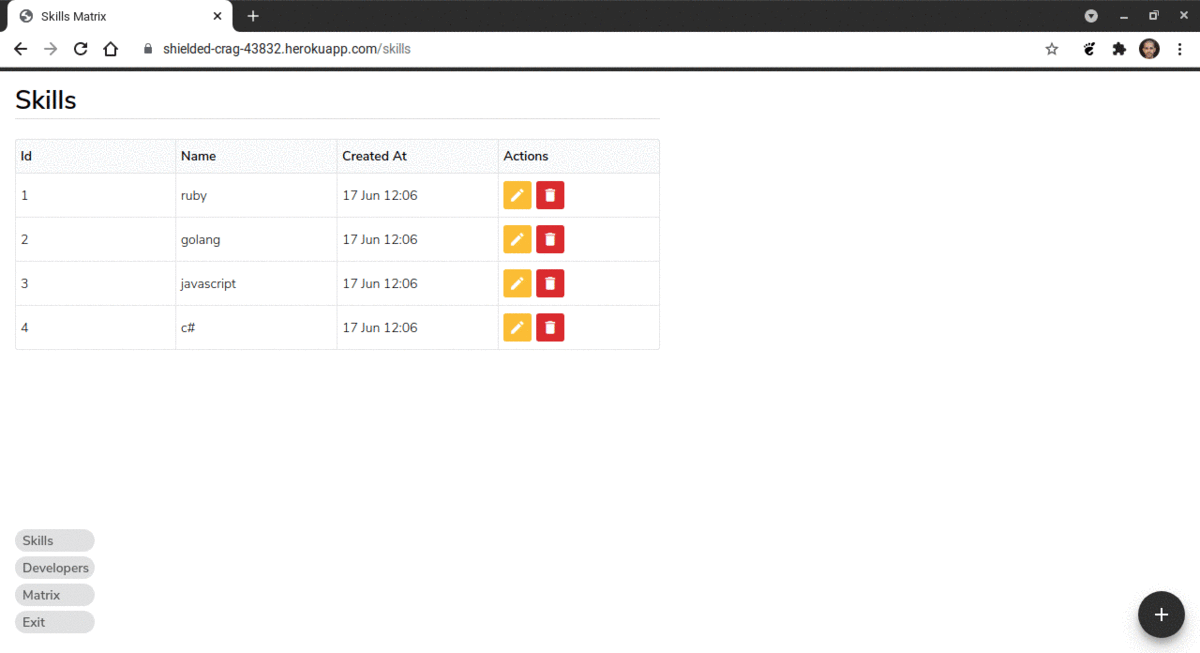 Skills Matrix
shielded-crag-43832.herokuapp.com/skills
Skills
Id Name Created At Actions
1 ruby 17 Jun 12:06
2 golang 17 Jun 12:06
3 javascript 17 Jun 12:06
4 c# 17 Jun 12:06
Skills
Developers
Matrix
Exit